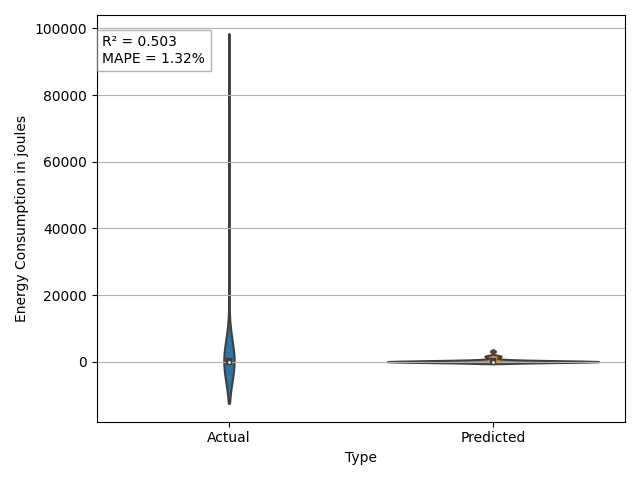 100000
R² = 0.503
MAPE = 1.32%
80000
60000
40000
20000
0
Energy Consumption in joules
Actual
Predicted
Type